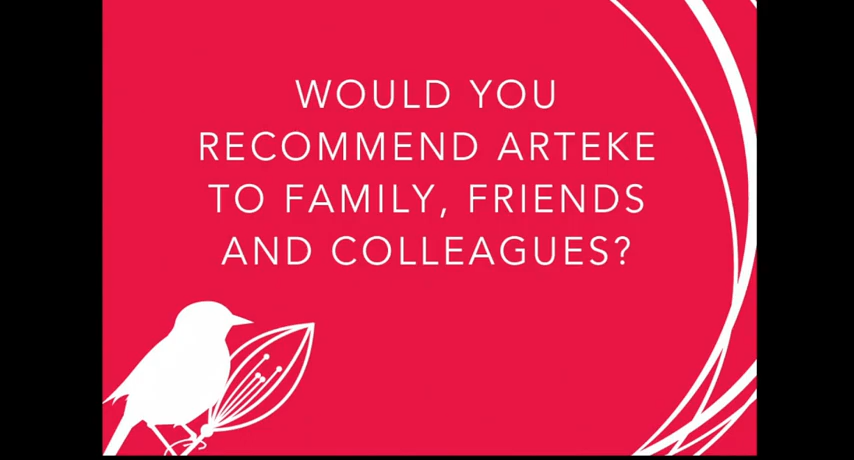 WOULD YOU
RECOMMEND ARTEKE
TO FAMILY, FRIENDS
AND COLLEAGUES?